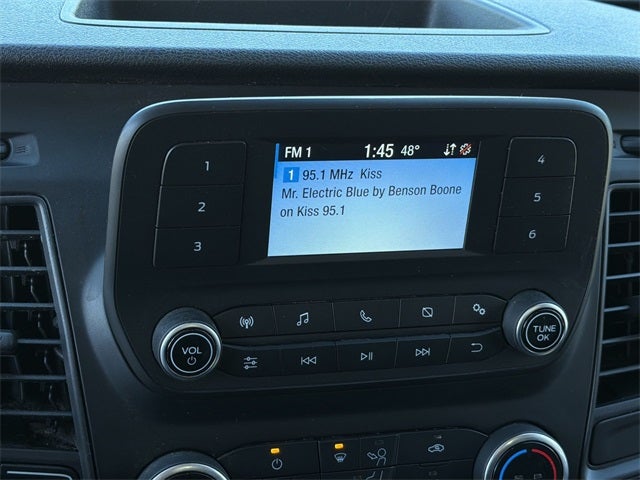 FM 1 1:45 48°
1 95.1 MHz Kiss
Mr. Electric Blue by Benson Boone
on Kiss 95.1
1
2
3
4
5
6
VOL
TUNE
OK